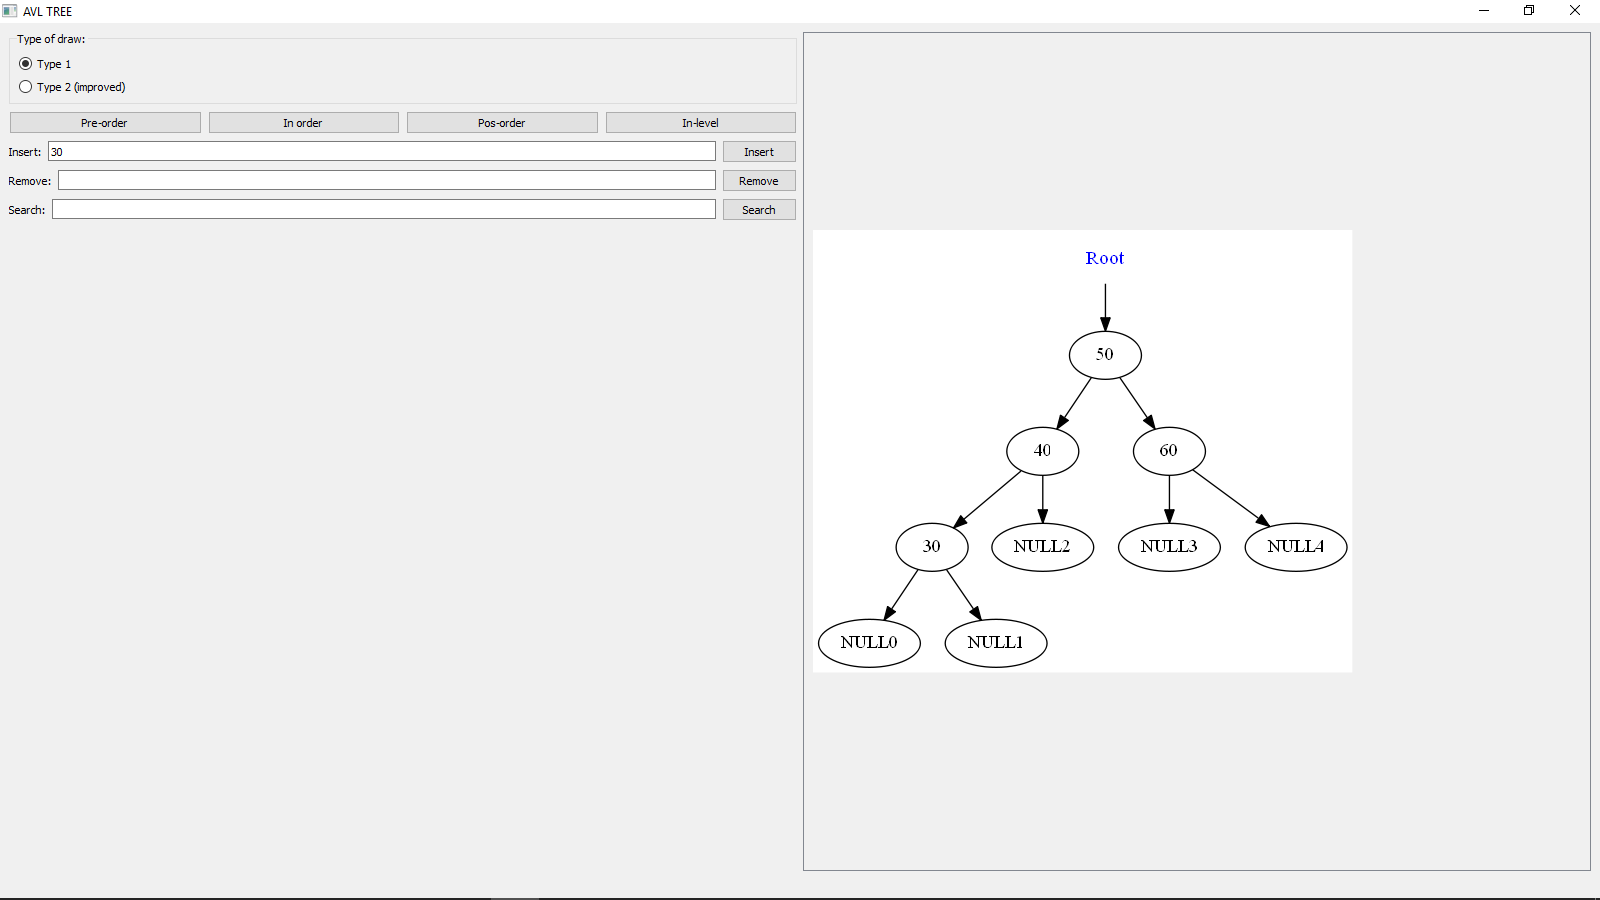 AVL TREE
Type of draw:
Type 1
Type 2 (improved)
Pre-order In order Pos-order In-level
Insert: 30 Insert
Remove: Remove
Search: Search
Root
50
40 60
30 NULL2 NULL3 NULL4
NULL0 NULL1